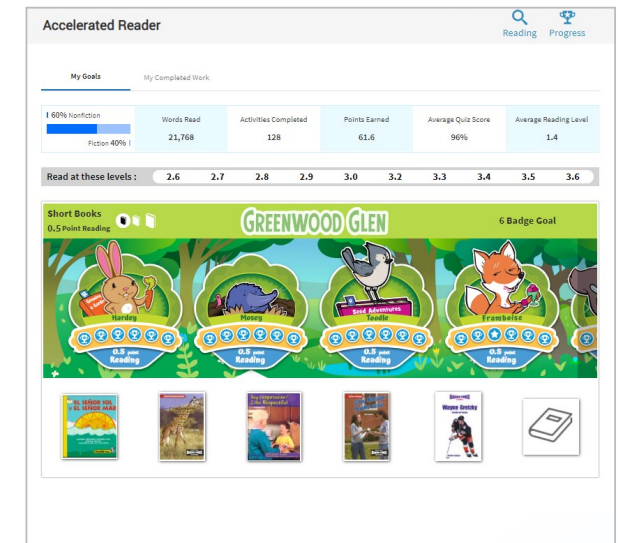 Accelerated Reader
Reading Progress
My Goals My Completed Work
60% Nonfiction
Fiction 40%
Words Read
21,768
Activities Completed
128
Points Earned
61.6
Average Quiz Score
96%
Average Reading Level
1.4
Read at these levels : 2.6 2.7 2.8 2.9 3.0 3.2 3.3 3.4 3.5 3.6
Short Books
0.5 Point Reading
GREENWOOD GLEN
6 Badge Goal
Seed Adventures
Hardey Mosey Toodle Framboise
0.5 point
Reading
0.5 point
Reading
0.5 point
Reading
0.5 point
Reading
EL SEÑOR SOL
Y EL SEÑOR MAR
Wayne Gretzky